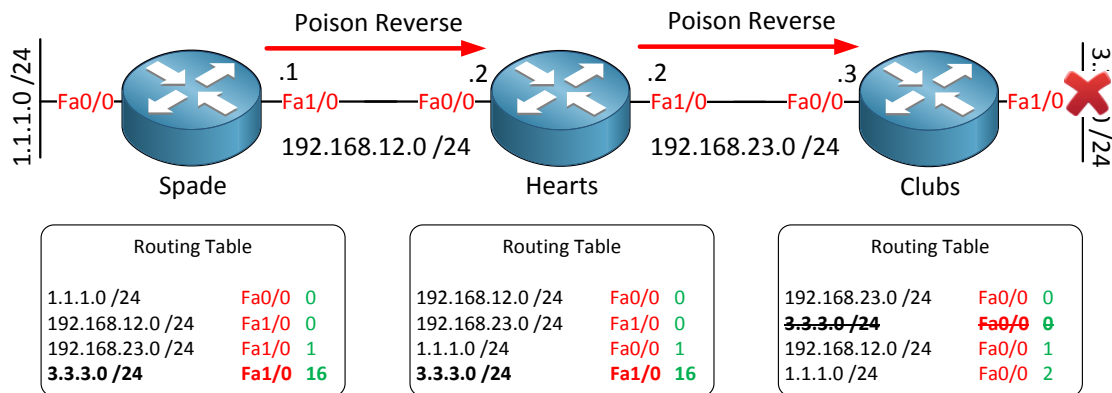 Poison Reverse
Poison Reverse
1.1.1.0 /24
Fa0/0
.1
Fa1/0
192.168.12.0 /24
.2
Fa0/0
.2
Fa1/0
192.168.23.0 /24
.3
Fa0/0
Fa1/0
/24
Spade
Hearts
Clubs
Routing Table
1.1.1.0 /24 Fa0/0 0
192.168.12.0 /24 Fa1/0 0
192.168.23.0 /24 Fa1/0 1
3.3.3.0 /24 Fa1/0 16
Routing Table
192.168.12.0 /24 Fa0/0 0
192.168.23.0 /24 Fa1/0 0
1.1.1.0 /24 Fa0/0 1
3.3.3.0 /24 Fa1/0 16
Routing Table
192.168.23.0 /24 Fa0/0 0
3.3.3.0 /24 Fa0/0 0
192.168.12.0 /24 Fa0/0 1
1.1.1.0 /24 Fa0/0 2